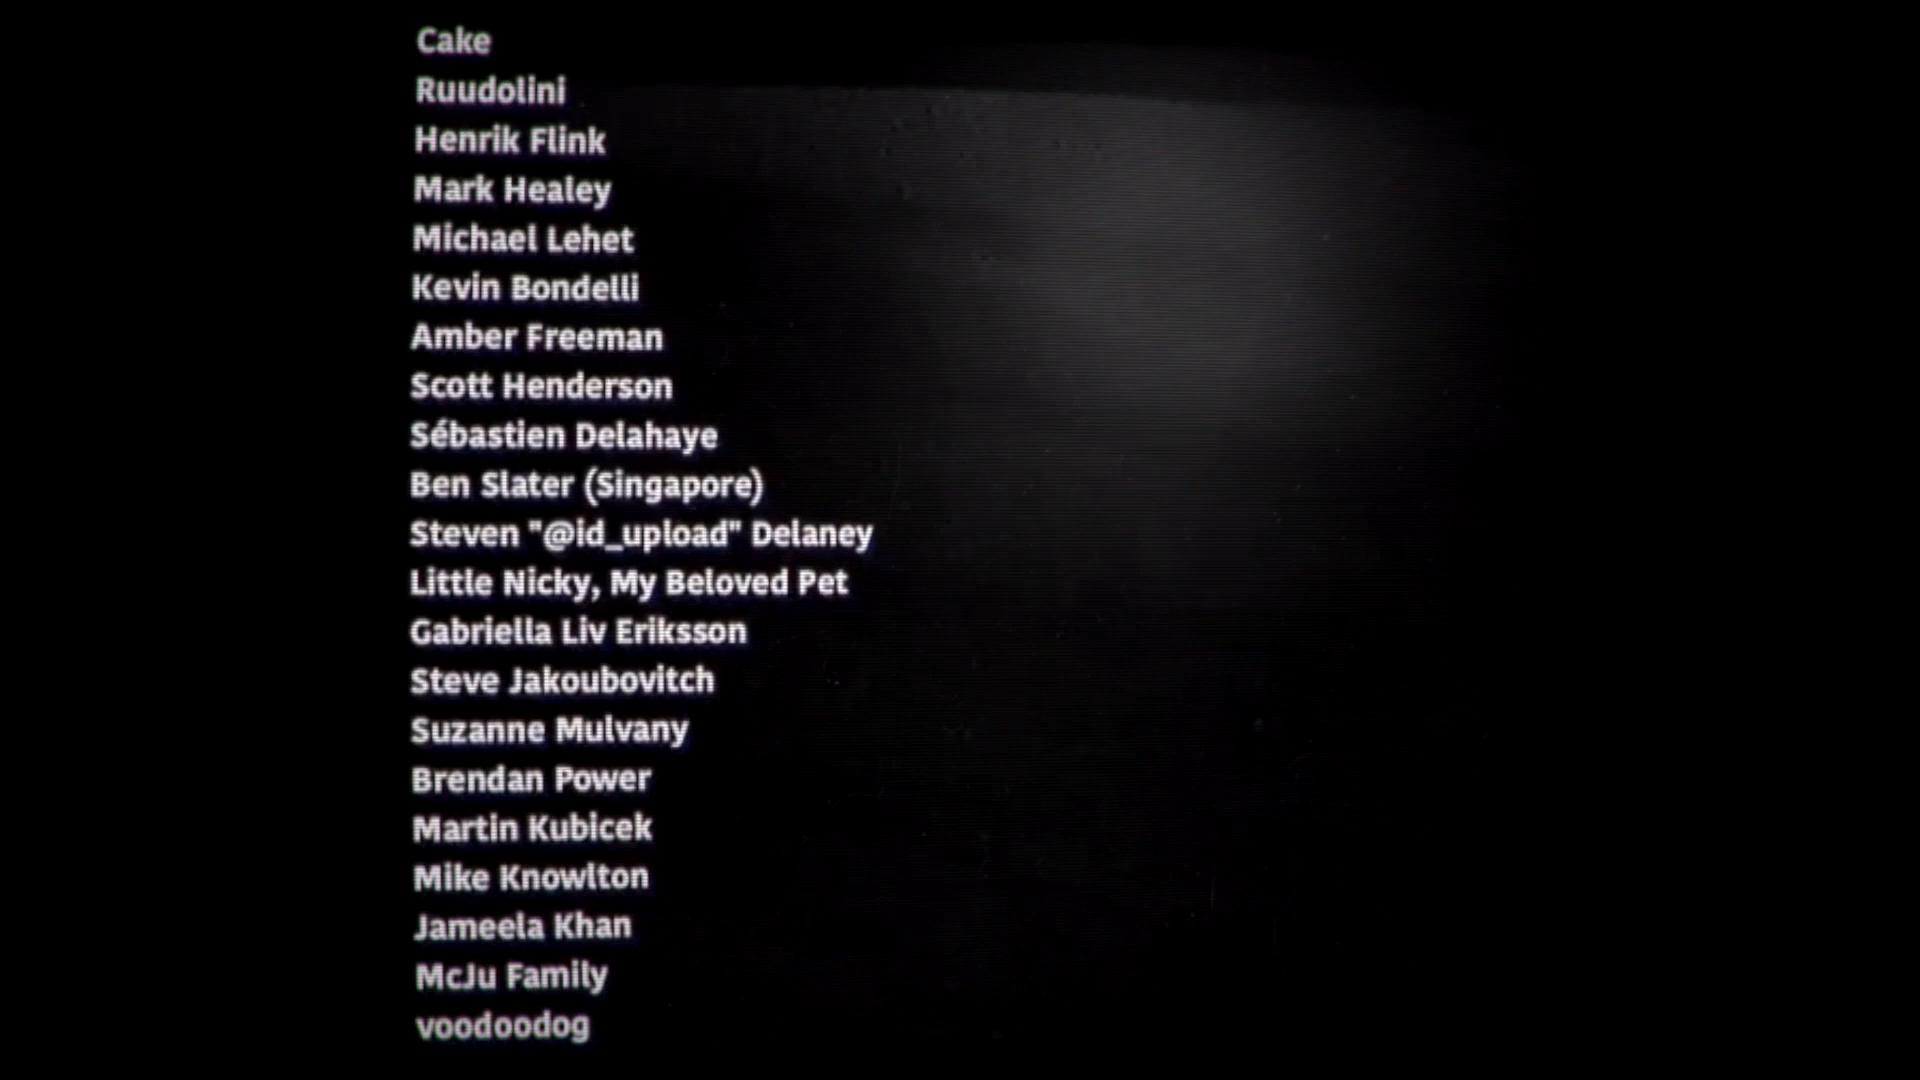 Cake
Ruudolini
Henrik Flink
Mark Healey
Michael Lehet
Kevin Bondelli
Amber Freeman
Scott Henderson
Sébastien Delahaye
Ben Slater (Singapore)
Steven "@id_upload" Delaney
Little Nicky, My Beloved Pet
Gabriella Liv Eriksson
Steve Jakoubovitch
Suzanne Mulvany
Brendan Power
Martin Kubicek
Mike Knowlton
Jameela Khan
McJu Family
voodoodog